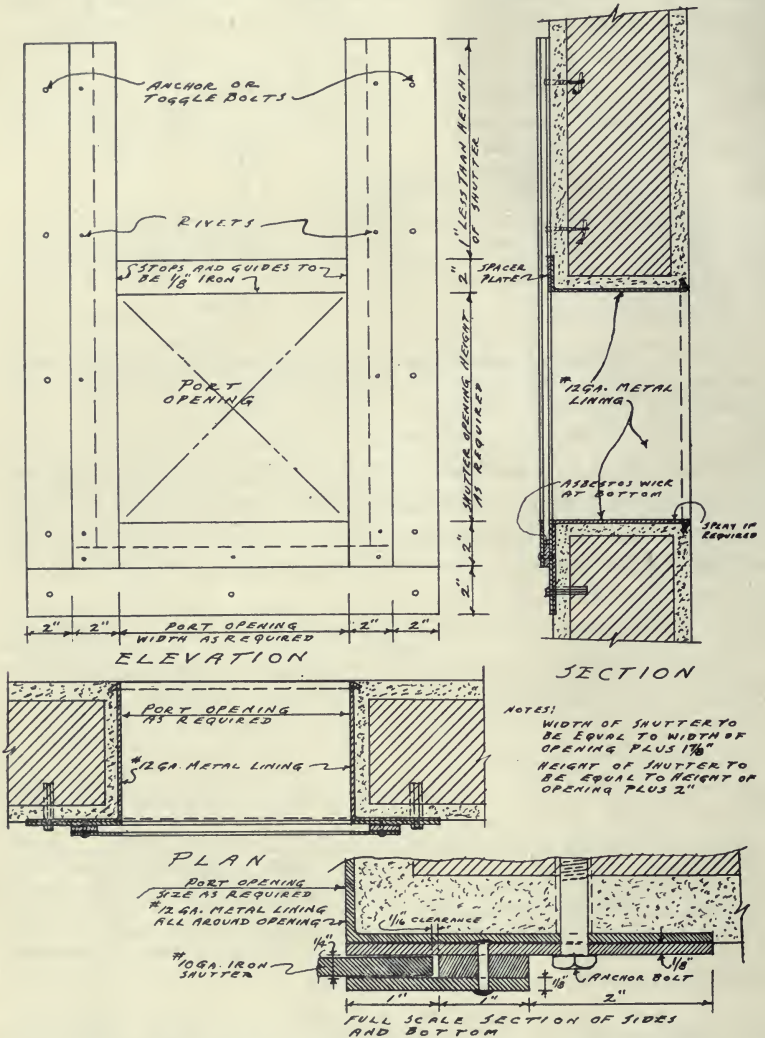 ANCHOR OR
TOGGLE BOLTS
RIVETS
STOPS AND GUIDES TO
BE 1/8" IRON
PORT
OPENING
1" LESS THAN HEIGHT
OF SHUTTER
2"
SHUTTER OPENING HEIGHT
AS REQUIRED
2"
2"
2"
2"
PORT OPENING
WIDTH AS REQUIRED
2"
2"
ELEVATION
SPACER
PLATE
#12 GA. METAL
LINING
ASBESTOS WICK
AT BOTTOM
SPLAY IF
REQUIRED
SECTION
PORT OPENING
AS REQUIRED
#12 GA. METAL LINING
PLAN
NOTES:
WIDTH OF SHUTTER TO
BE EQUAL TO WIDTH OF
OPENING PLUS 1 7/8"
HEIGHT OF SHUTTER TO
BE EQUAL TO HEIGHT OF
OPENING PLUS 2"
PORT OPENING
SIZE AS REQUIRED
#12 GA. METAL LINING
ALL AROUND OPENING
1/16 CLEARANCE
1/4"
#10 GA. IRON
SHUTTER
1/8"
ANCHOR BOLT
1/8"
1"
1"
2"
FULL SCALE SECTION OF SIDES
AND BOTTOM